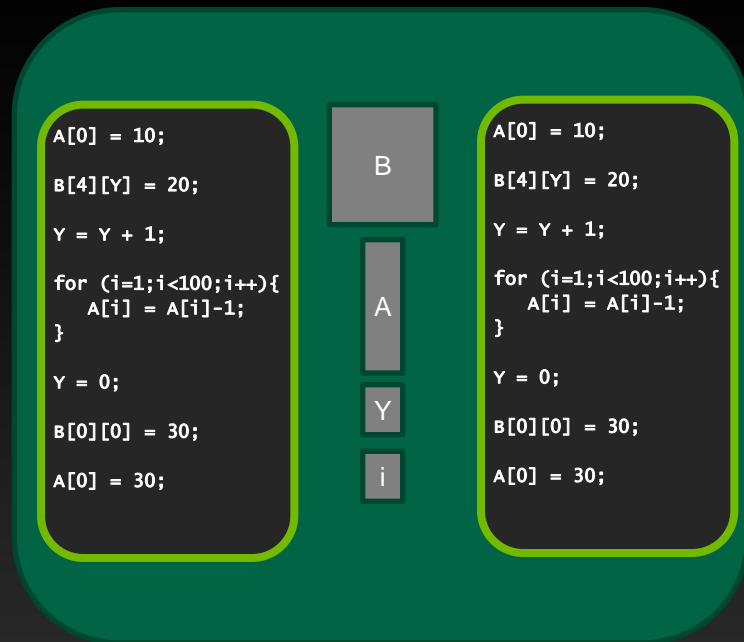 A[0] = 10;
B[4][Y] = 20;
Y = Y + 1;
for (i=1;i<100;i++){
A[i] = A[i]-1;
}
Y = 0;
B[0][0] = 30;
A[0] = 30;
B
A
Y
i
A[0] = 10;
B[4][Y] = 20;
Y = Y + 1;
for (i=1;i<100;i++){
A[i] = A[i]-1;
}
Y = 0;
B[0][0] = 30;
A[0] = 30;